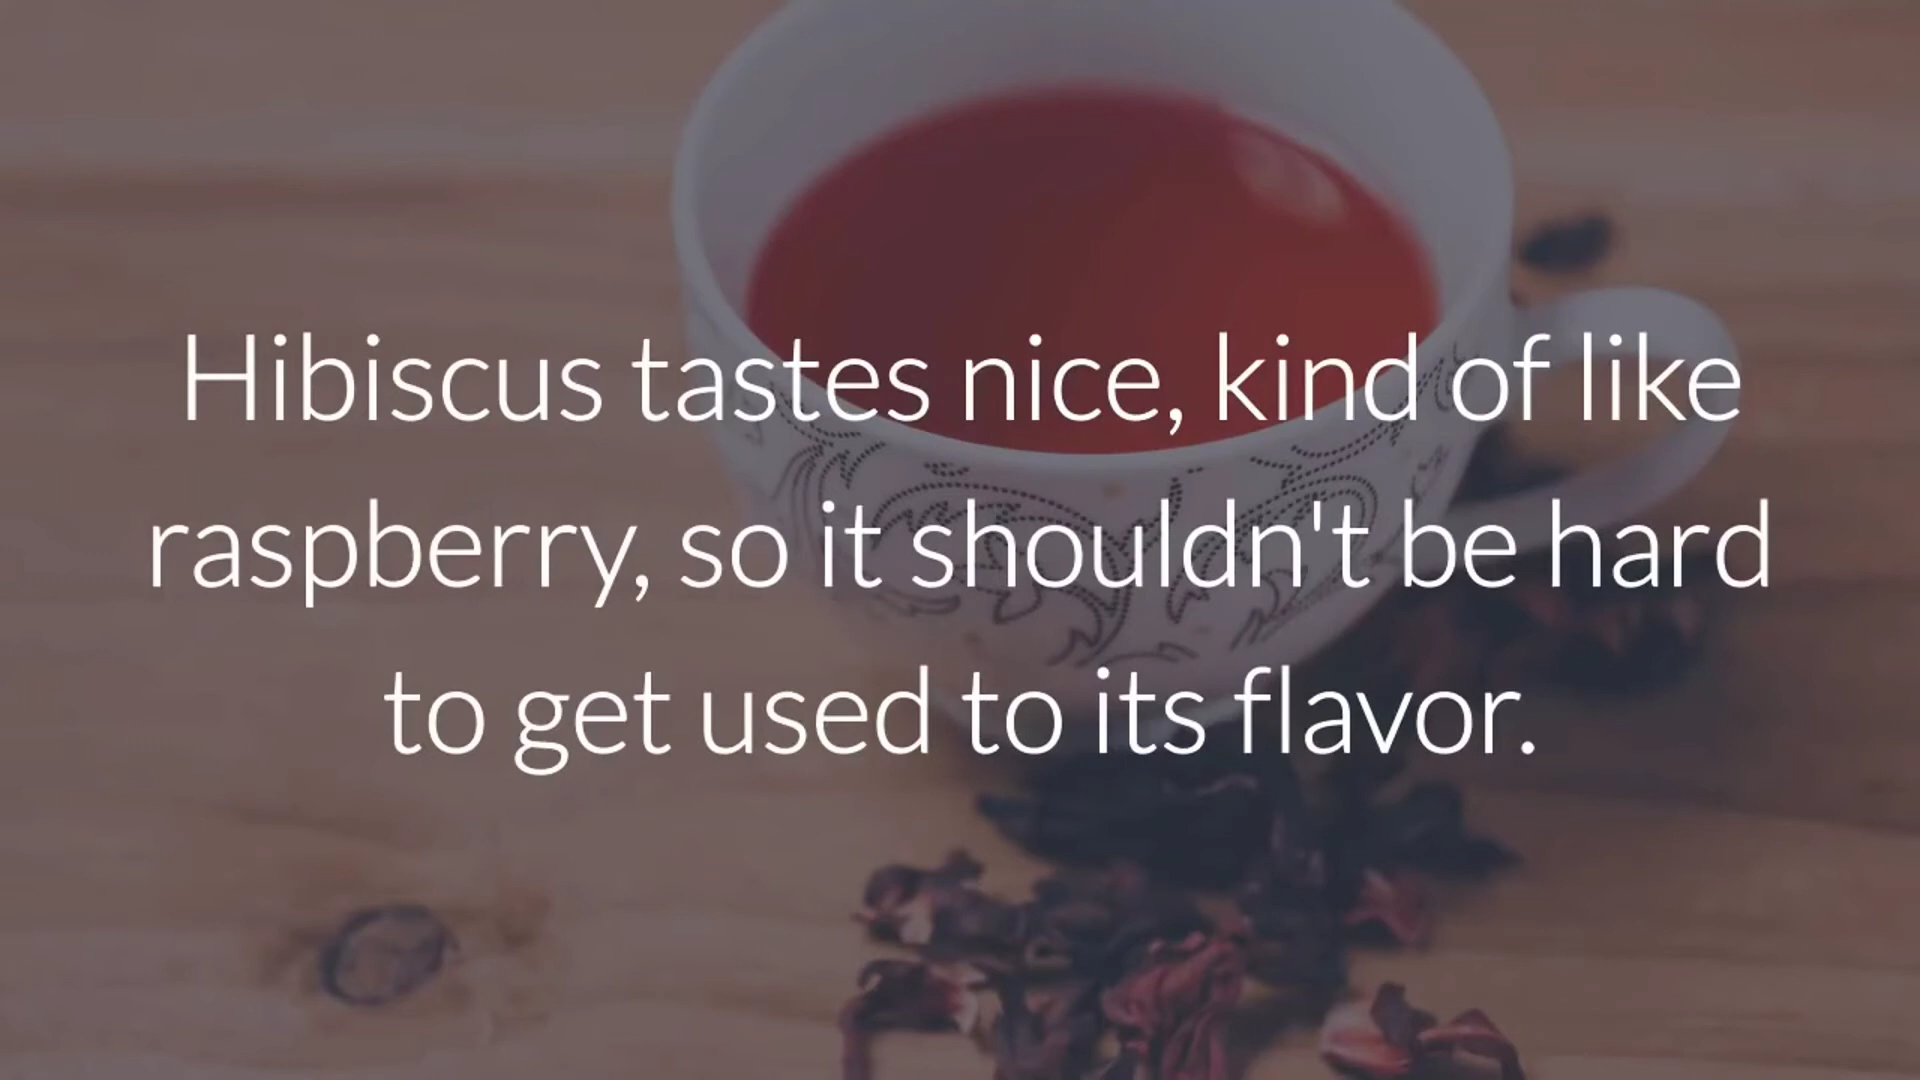 Hibiscus tastes nice, kind of like
raspberry, so it shouldn't be hard
to get used to its flavor.